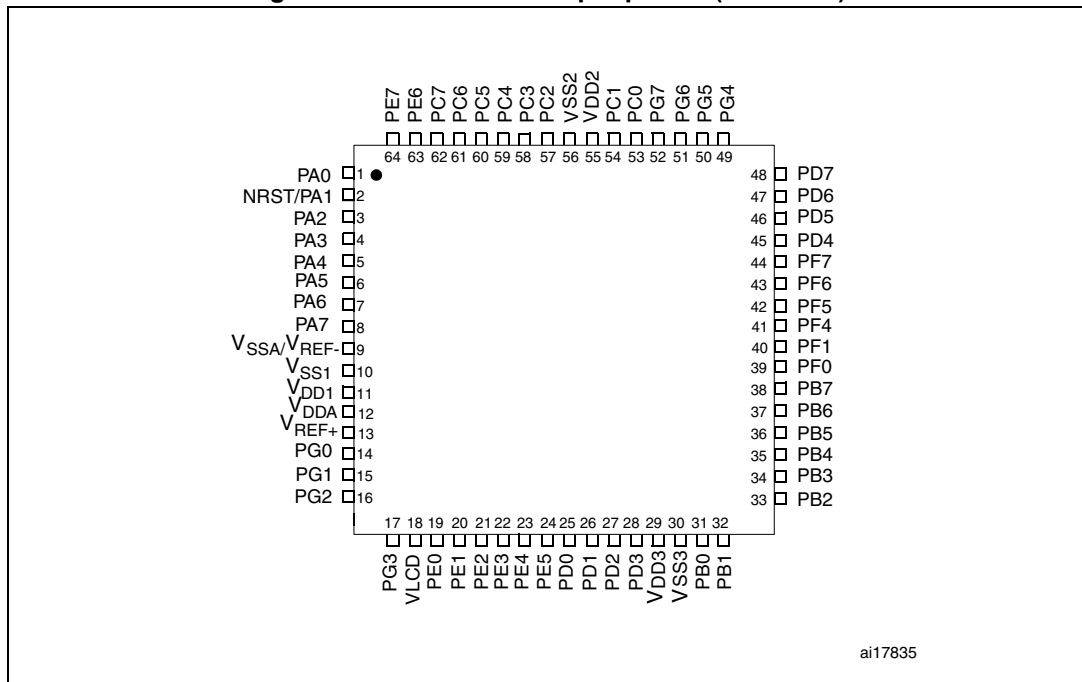 PE7 PE6 PC7 PC6 PC5 PC4 PC3 PC2 VSS2 VDD2 PC1 PC0 PG7 PG6 PG5 PG4
64 63 62 61 60 59 58 57 56 55 54 53 52 51 50 49
PA0 1 48 PD7
NRST/PA1 2 47 PD6
PA2 3 46 PD5
PA3 4 45 PD4
PA4 5 44 PF7
PA5 6 43 PF6
PA6 7 42 PF5
PA7 8 41 PF4
VSSA/VREF- 9 40 PF1
VSS1 10 39 PF0
VDD1 11 38 PB7
VDDA 12 37 PB6
VREF+ 13 36 PB5
PG0 14 35 PB4
PG1 15 34 PB3
PG2 16 33 PB2
17 18 19 20 21 22 23 24 25 26 27 28 29 30 31 32
PG3 VLCD PE0 PE1 PE2 PE3 PE4 PE5 PD0 PD1 PD2 PD3 VDD3 VSS3 PB0 PB1
ai17835